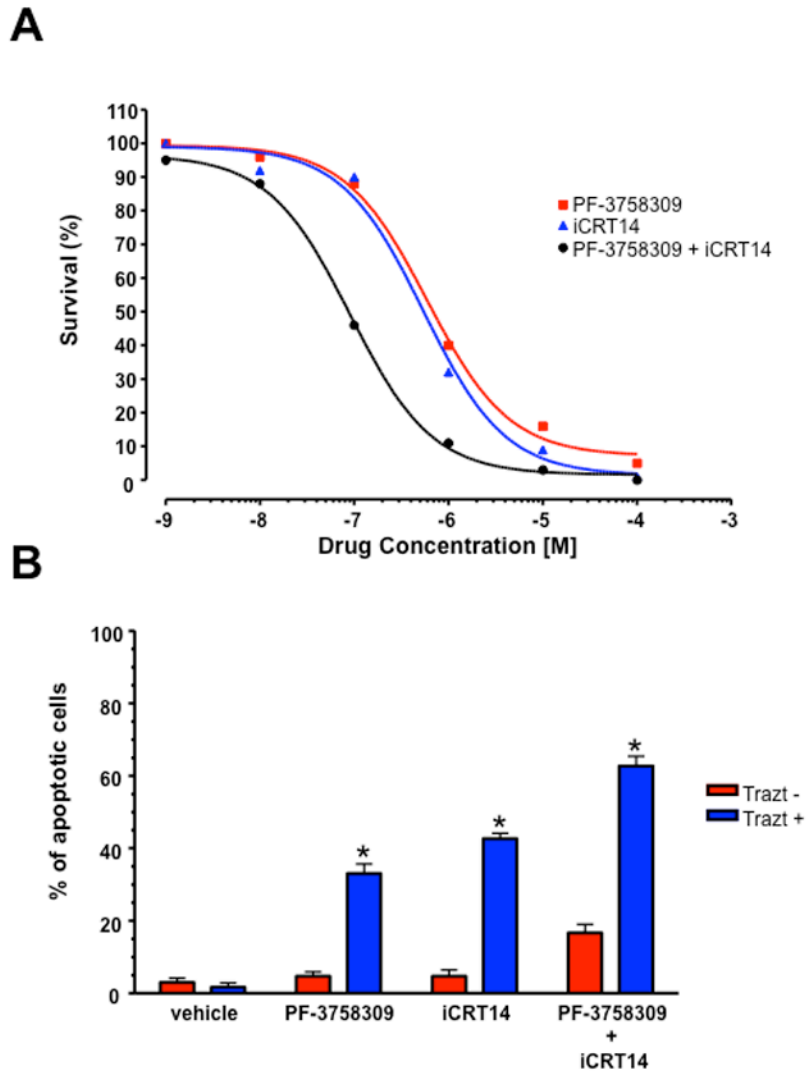 A
110
100
90
80
70
60
50
40
30
20
10
0
Survival (%)
PF-3758309
iCRT14
PF-3758309 + iCRT14
-9 -8 -7 -6 -5 -4 -3
Drug Concentration [M]
B
100
80
60
40
20
0
% of apoptotic cells
*
*
*
Trazt -
Trazt +
vehicle PF-3758309 iCRT14 PF-3758309
+
iCRT14